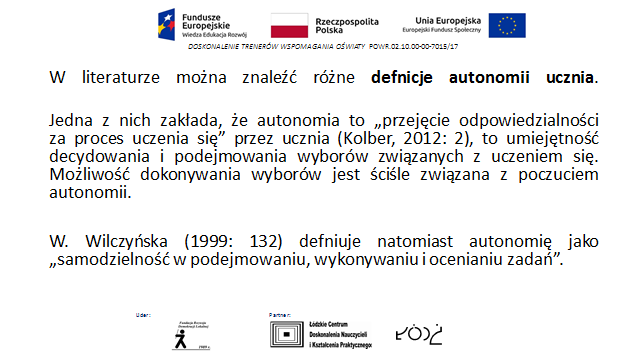 Fundusze
Europejskie
Wiedza Edukacja Rozwój
Rzeczpospolita
Polska
Unia Europejska
Europejski Fundusz Społeczny
DOSKONALENIE TRENERÓW WSPOMAGANIA OŚWIATY POWR.02.10.00-00-7015/17
W literaturze można znaleźć różne defnicje autonomii ucznia.
Jedna z nich zakłada, że autonomia to „przejęcie odpowiedzialności
za proces uczenia się” przez ucznia (Kolber, 2012: 2), to umiejętność
decydowania i podejmowania wyborów związanych z uczeniem się.
Możliwość dokonywania wyborów jest ściśle związana z poczuciem
autonomii.
W. Wilczyńska (1999: 132) defniuje natomiast autonomię jako
„samodzielność w podejmowaniu, wykonywaniu i ocenianiu zadań”.
Lider:
Partner:
Fundacja Rozwoju
Demokracji Lokalnej
Łódzkie Centrum
Doskonalenia Nauczycieli
i Kształcenia Praktycznego